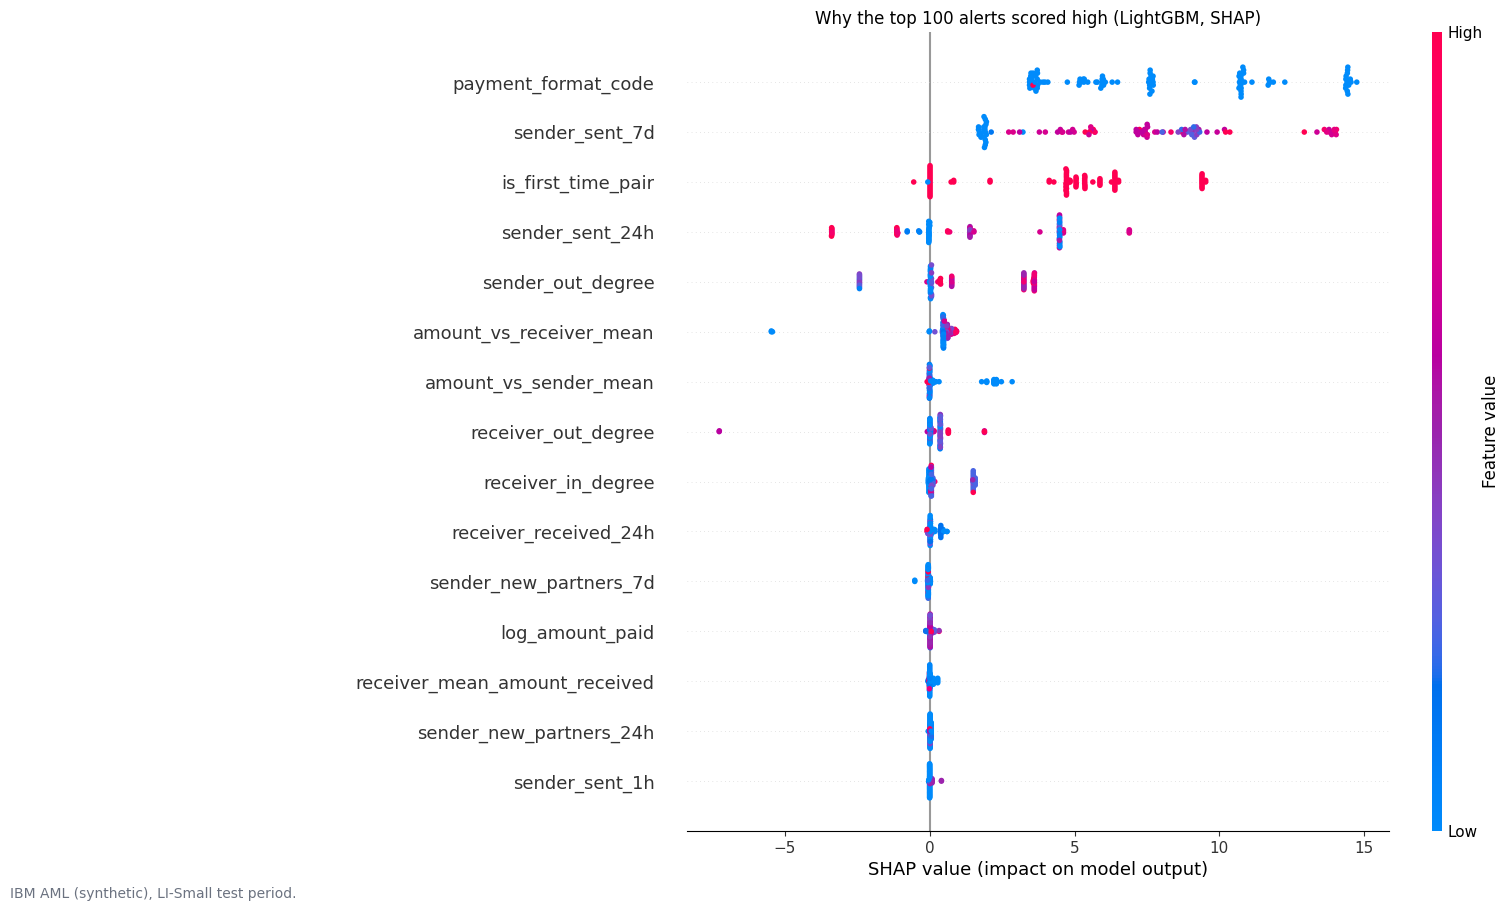 Why the top 100 alerts scored high (LightGBM, SHAP)
High
payment_format_code
sender_sent_7d
is_first_time_pair
sender_sent_24h
sender_out_degree
amount_vs_receiver_mean
amount_vs_sender_mean
receiver_out_degree
receiver_in_degree
receiver_received_24h
sender_new_partners_7d
log_amount_paid
receiver_mean_amount_received
sender_new_partners_24h
sender_sent_1h
Feature value
Low
−5 0 5 10 15
SHAP value (impact on model output)
IBM AML (synthetic), LI-Small test period.